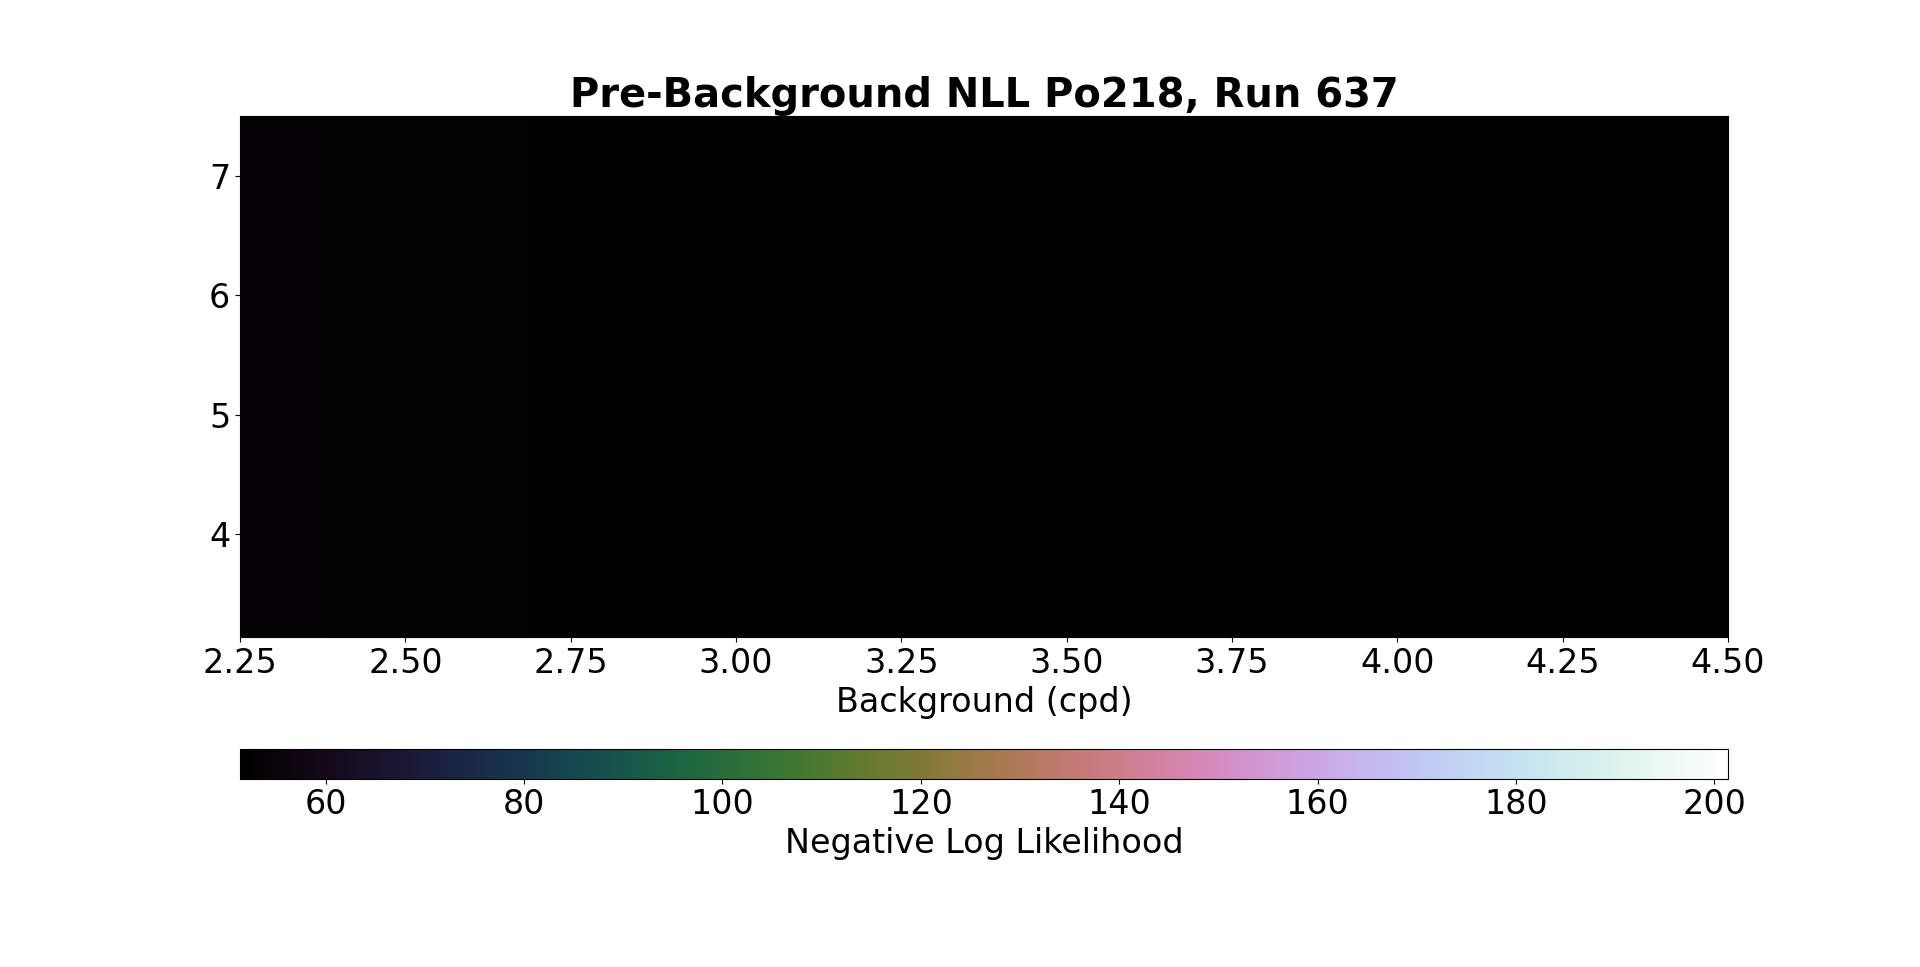 Pre-Background NLL Po218, Run 637
7
6
5
4
2.25 2.50 2.75 3.00 3.25 3.50 3.75 4.00 4.25 4.50
Background (cpd)
60 80 100 120 140 160 180 200
Negative Log Likelihood